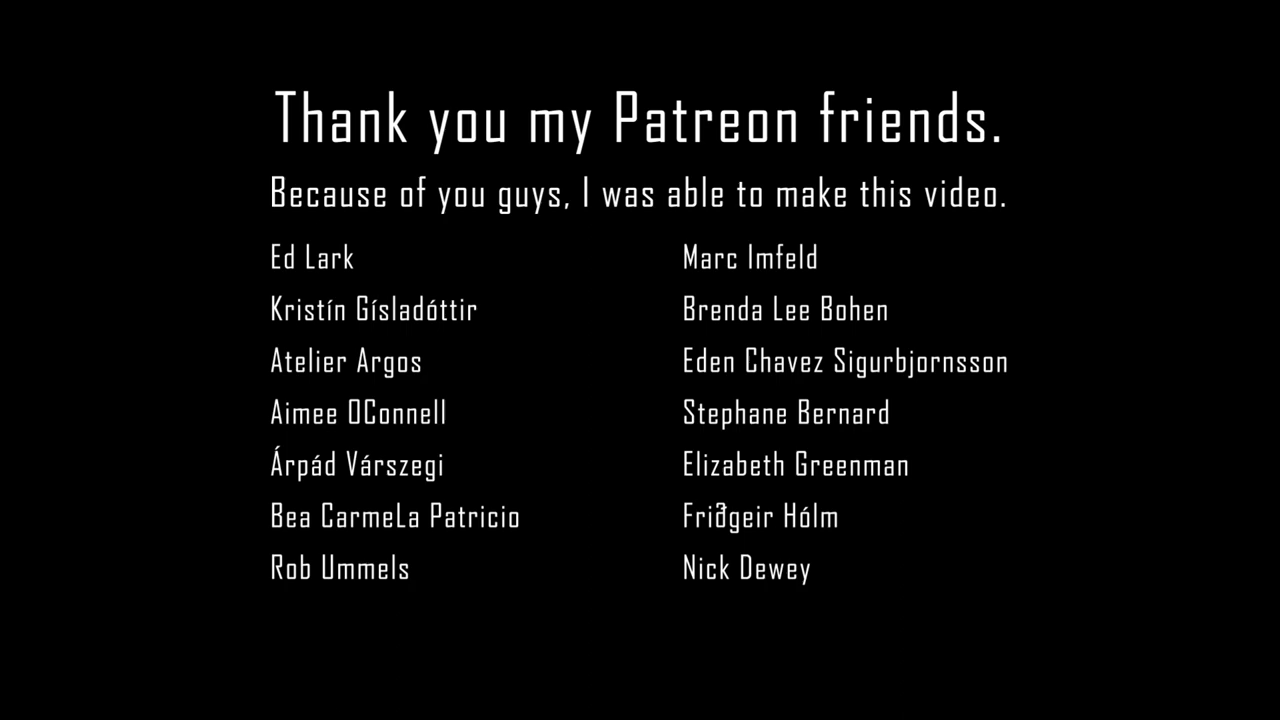 Thank you my Patreon friends.
Because of you guys, I was able to make this video.
Ed Lark
Kristín Gísladóttir
Atelier Argos
Aimee OConnell
Árpád Várszegi
Bea CarmeLa Patricio
Rob Ummels
Marc Imfeld
Brenda Lee Bohen
Eden Chavez Sigurbjornsson
Stephane Bernard
Elizabeth Greenman
Friðgeir Hólm
Nick Dewey